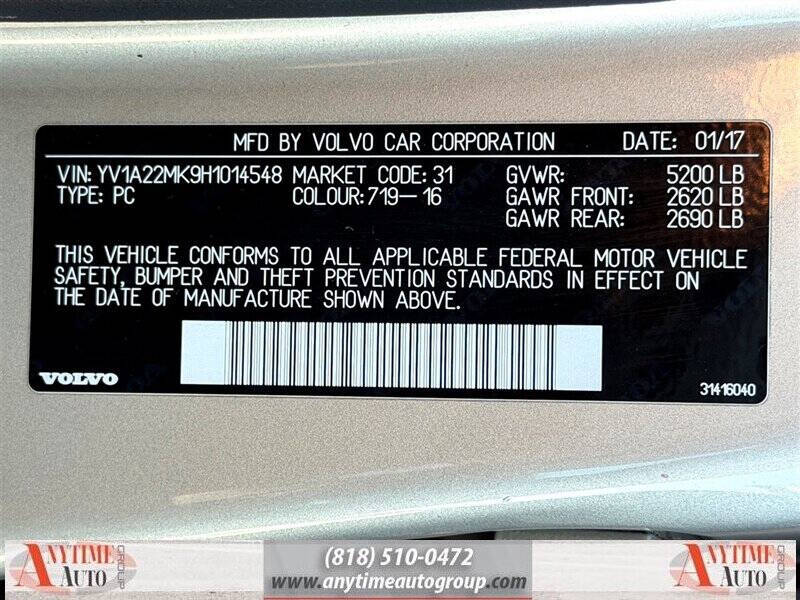 MFD BY VOLVO CAR CORPORATION DATE: 01/17
VIN: YV1A22MK9H1014548 MARKET CODE: 31 GVWR: 5200 LB
TYPE: PC COLOUR: 719-16 GAWR FRONT: 2620 LB
GAWR REAR: 2690 LB
THIS VEHICLE CONFORMS TO ALL APPLICABLE FEDERAL MOTOR VEHICLE
SAFETY, BUMPER AND THEFT PREVENTION STANDARDS IN EFFECT ON
THE DATE OF MANUFACTURE SHOWN ABOVE.
VOLVO
31416040
ANYTIME AUTO GROUP
(818) 510-0472
www.anytimeautogroup.com
ANYTIME AUTO GROUP